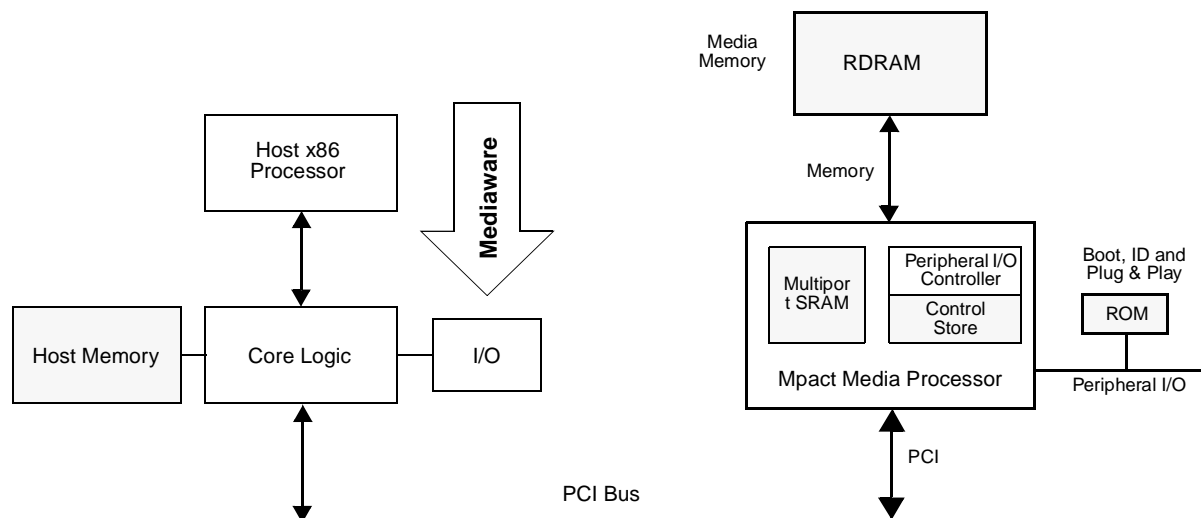 Media
Memory
RDRAM
Host x86
Processor
Mediaware
Memory
Host Memory
Core Logic
I/O
Multipor
t SRAM
Peripheral I/O
Controller
Control
Store
Mpact Media Processor
Boot, ID and
Plug & Play
ROM
Peripheral I/O
PCI
PCI Bus